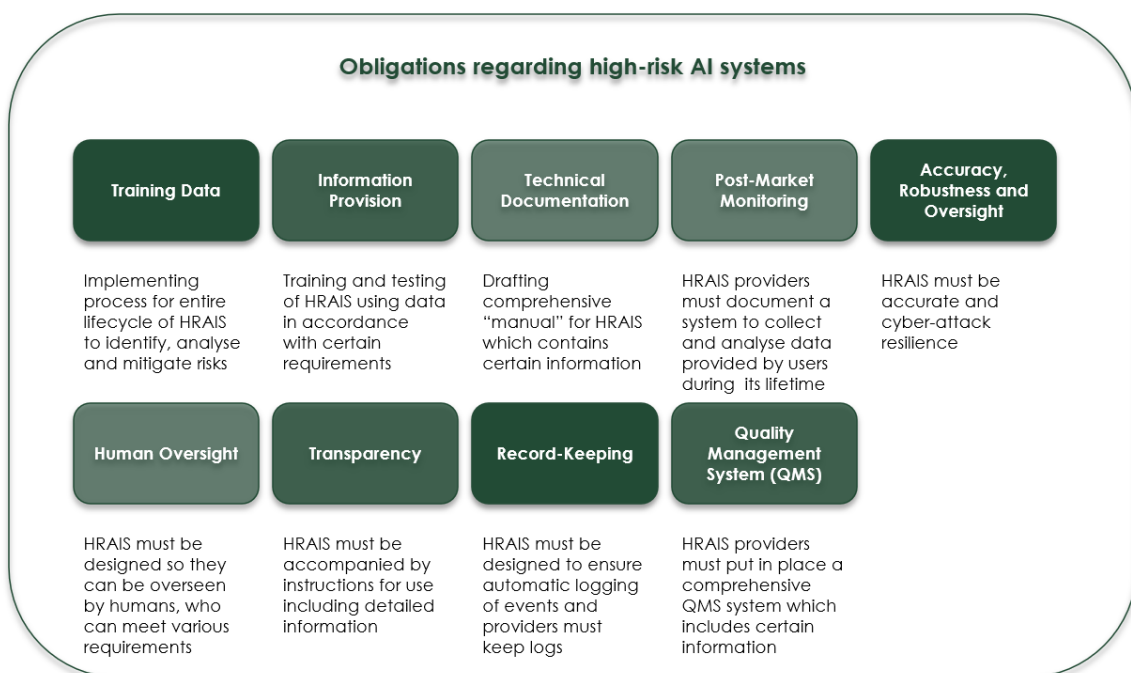 Obligations regarding high-risk AI systems
Training Data
Information
Provision
Technical
Documentation
Post-Market
Monitoring
Accuracy,
Robustness and
Oversight
Implementing
process for entire
lifecycle of HRAIS
to identify, analyse
and mitigate risks
Training and testing
of HRAIS using data
in accordance
with certain
requirements
Drafting
comprehensive
“manual” for HRAIS
which contains
certain information
HRAIS providers
must document a
system to collect
and analyse data
provided by users
during its lifetime
HRAIS must be
accurate and
cyber-attack
resilience
Human Oversight
Transparency
Record-Keeping
Quality
Management
System (QMS)
HRAIS must be
designed so they
can be overseen
by humans, who
can meet various
requirements
HRAIS must be
accompanied by
instructions for use
including detailed
information
HRAIS must be
designed to ensure
automatic logging
of events and
providers must
keep logs
HRAIS providers
must put in place a
comprehensive
QMS system which
includes certain
information